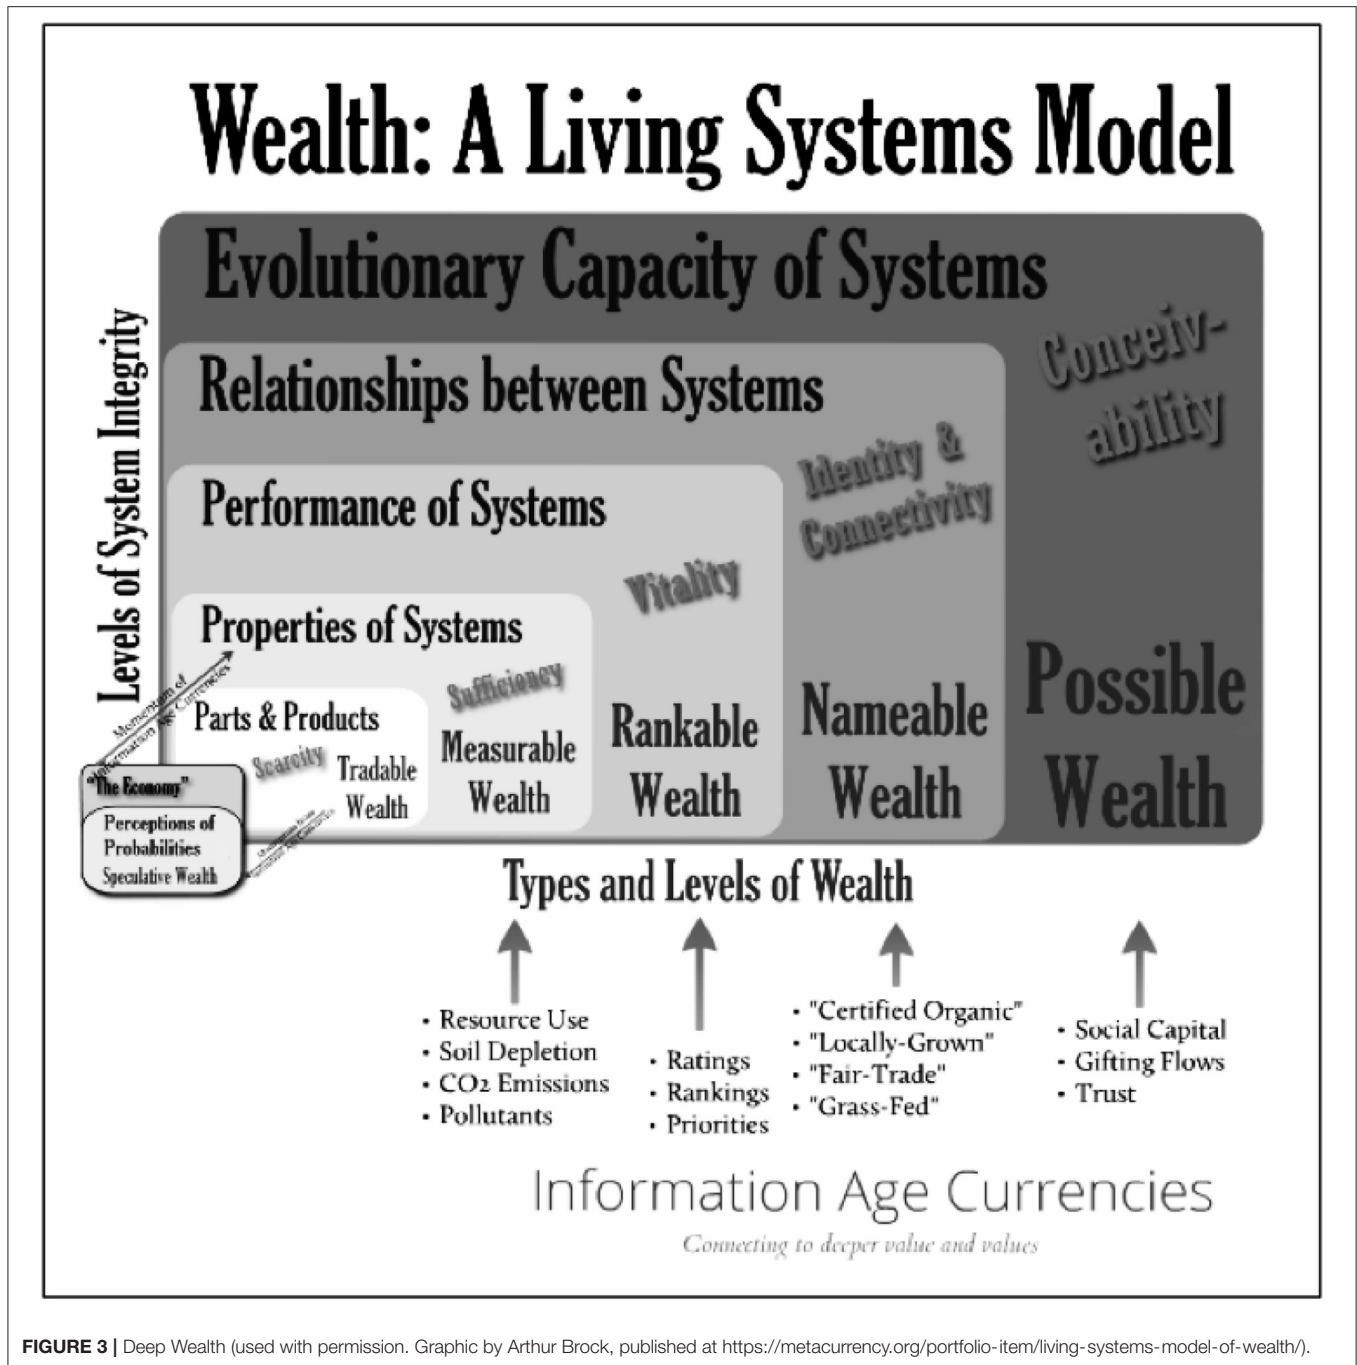 Wealth: A Living Systems Model
Evolutionary Capacity of Systems
Conceiv-
ability
Relationships between Systems
Identity &
Connectivity
Performance of Systems
Vitality
Properties of Systems
Sufficiency
Levels of System Integrity
Momentum of
Information Age Currencies
Parts & Products
Scarcity
Tradable
Wealth
Measurable
Wealth
Rankable
Wealth
Nameable
Wealth
Possible
Wealth
"The Economy"
Perceptions of
Probabilities
Speculative Wealth
Types and Levels of Wealth
• Resource Use
• Soil Depletion
• CO2 Emissions
• Pollutants
• Ratings
• Rankings
• Priorities
• "Certified Organic"
• "Locally-Grown"
• "Fair-Trade"
• "Grass-Fed"
• Social Capital
• Gifting Flows
• Trust
Information Age Currencies
Connecting to deeper value and values
FIGURE 3 | Deep Wealth (used with permission. Graphic by Arthur Brock, published at https://metacurrency.org/portfolio-item/living-systems-model-of-wealth/).